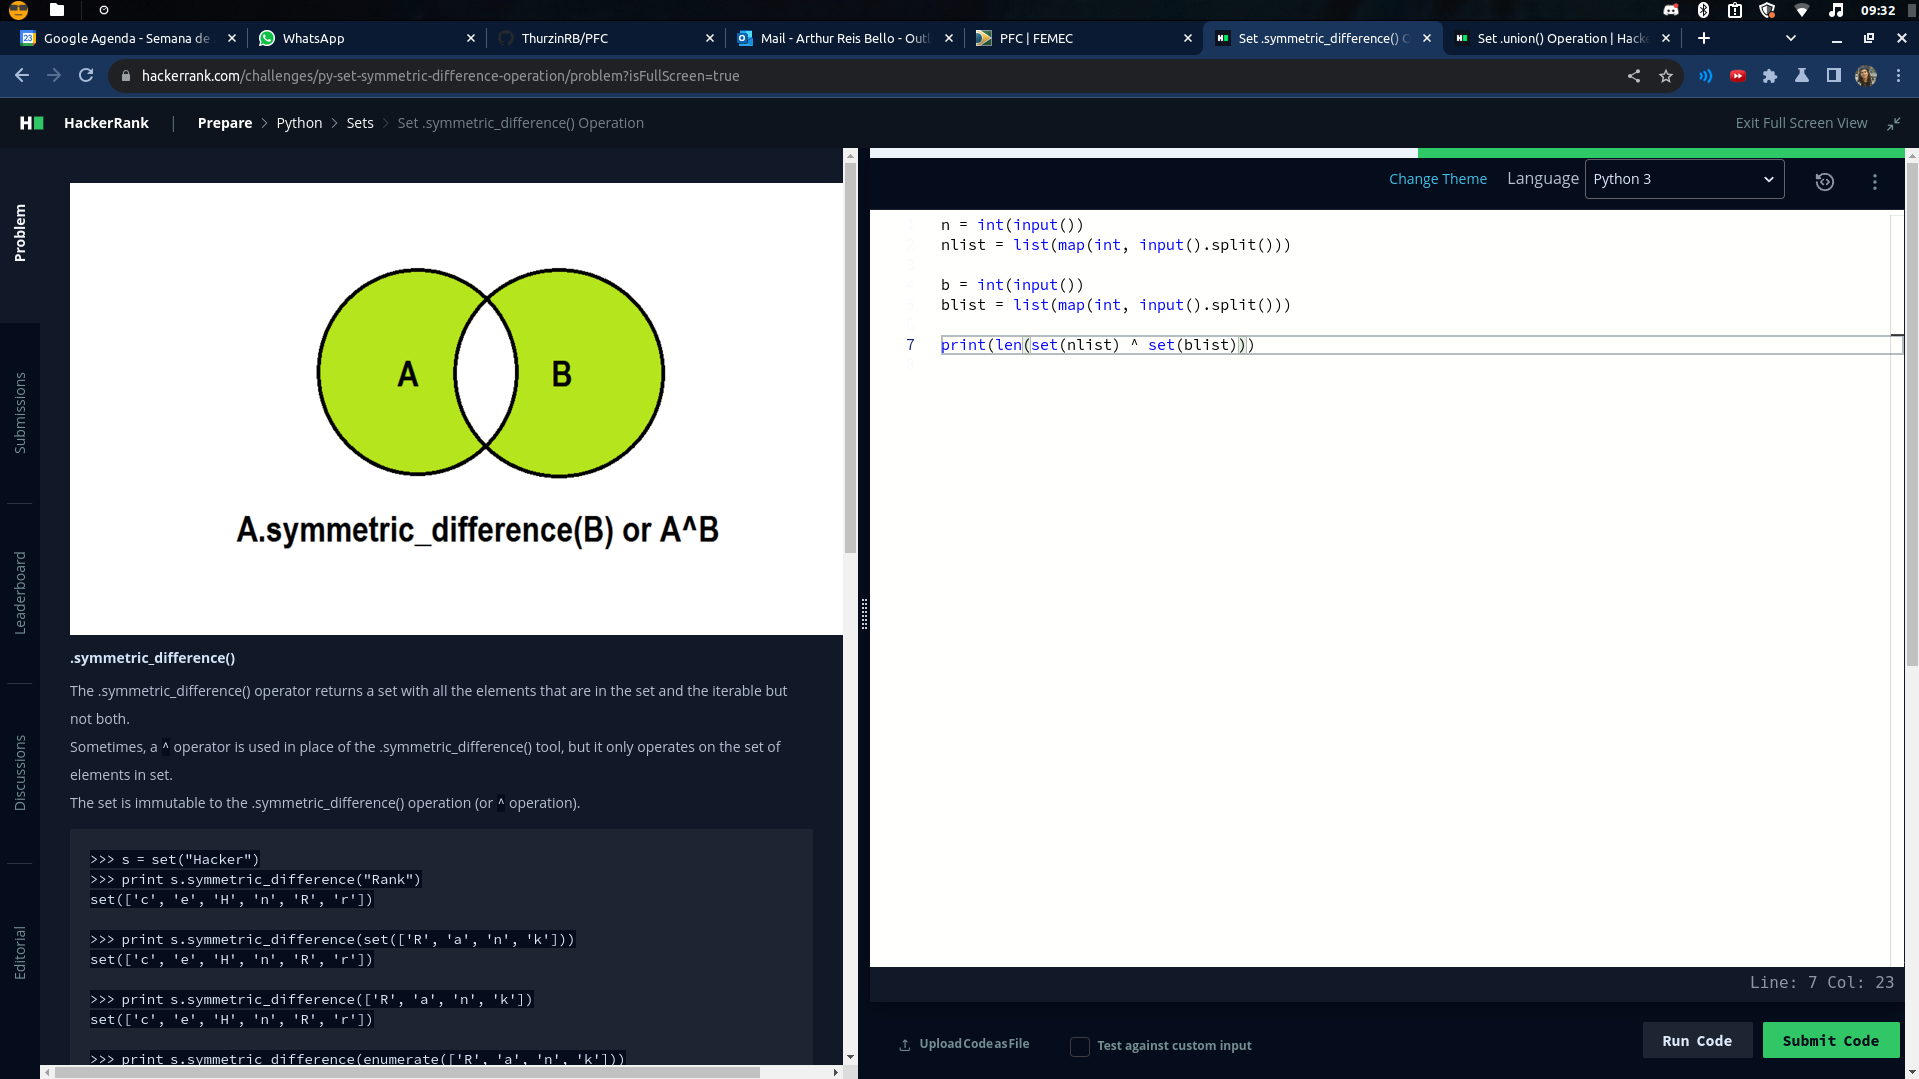 09:32
Google Agenda - Semana de
WhatsApp
ThurzinRB/PFC
Mail - Arthur Reis Bello - Outl
PFC | FEMEC
Set .symmetric_difference() O
Set .union() Operation | Hack
hackerrank.com/challenges/py-set-symmetric-difference-operation/problem?isFullScreen=true
HackerRank | Prepare > Python > Sets > Set .symmetric_difference() Operation
Exit Full Screen View
Problem
Submissions
Leaderboard
Discussions
Editorial
A
B
A.symmetric_difference(B) or A^B
.symmetric_difference()
The .symmetric_difference() operator returns a set with all the elements that are in the set and the iterable but
not both.
Sometimes, a ^ operator is used in place of the .symmetric_difference() tool, but it only operates on the set of
elements in set.
The set is immutable to the .symmetric_difference() operation (or ^ operation).
>>> s = set("Hacker")
>>> print s.symmetric_difference("Rank")
set(['c', 'e', 'H', 'n', 'R', 'r'])
>>> print s.symmetric_difference(set(['R', 'a', 'n', 'k']))
set(['c', 'e', 'H', 'n', 'R', 'r'])
>>> print s.symmetric_difference(['R', 'a', 'n', 'k'])
set(['c', 'e', 'H', 'n', 'R', 'r'])
>>> print s.symmetric_difference(enumerate(['R', 'a', 'n', 'k']))
Change Theme
Language
Python 3
n = int(input())
nlist = list(map(int, input().split()))
b = int(input())
blist = list(map(int, input().split()))
7 print(len(set(nlist) ^ set(blist)))
Line: 7 Col: 23
Upload Code as File
Test against custom input
Run Code
Submit Code